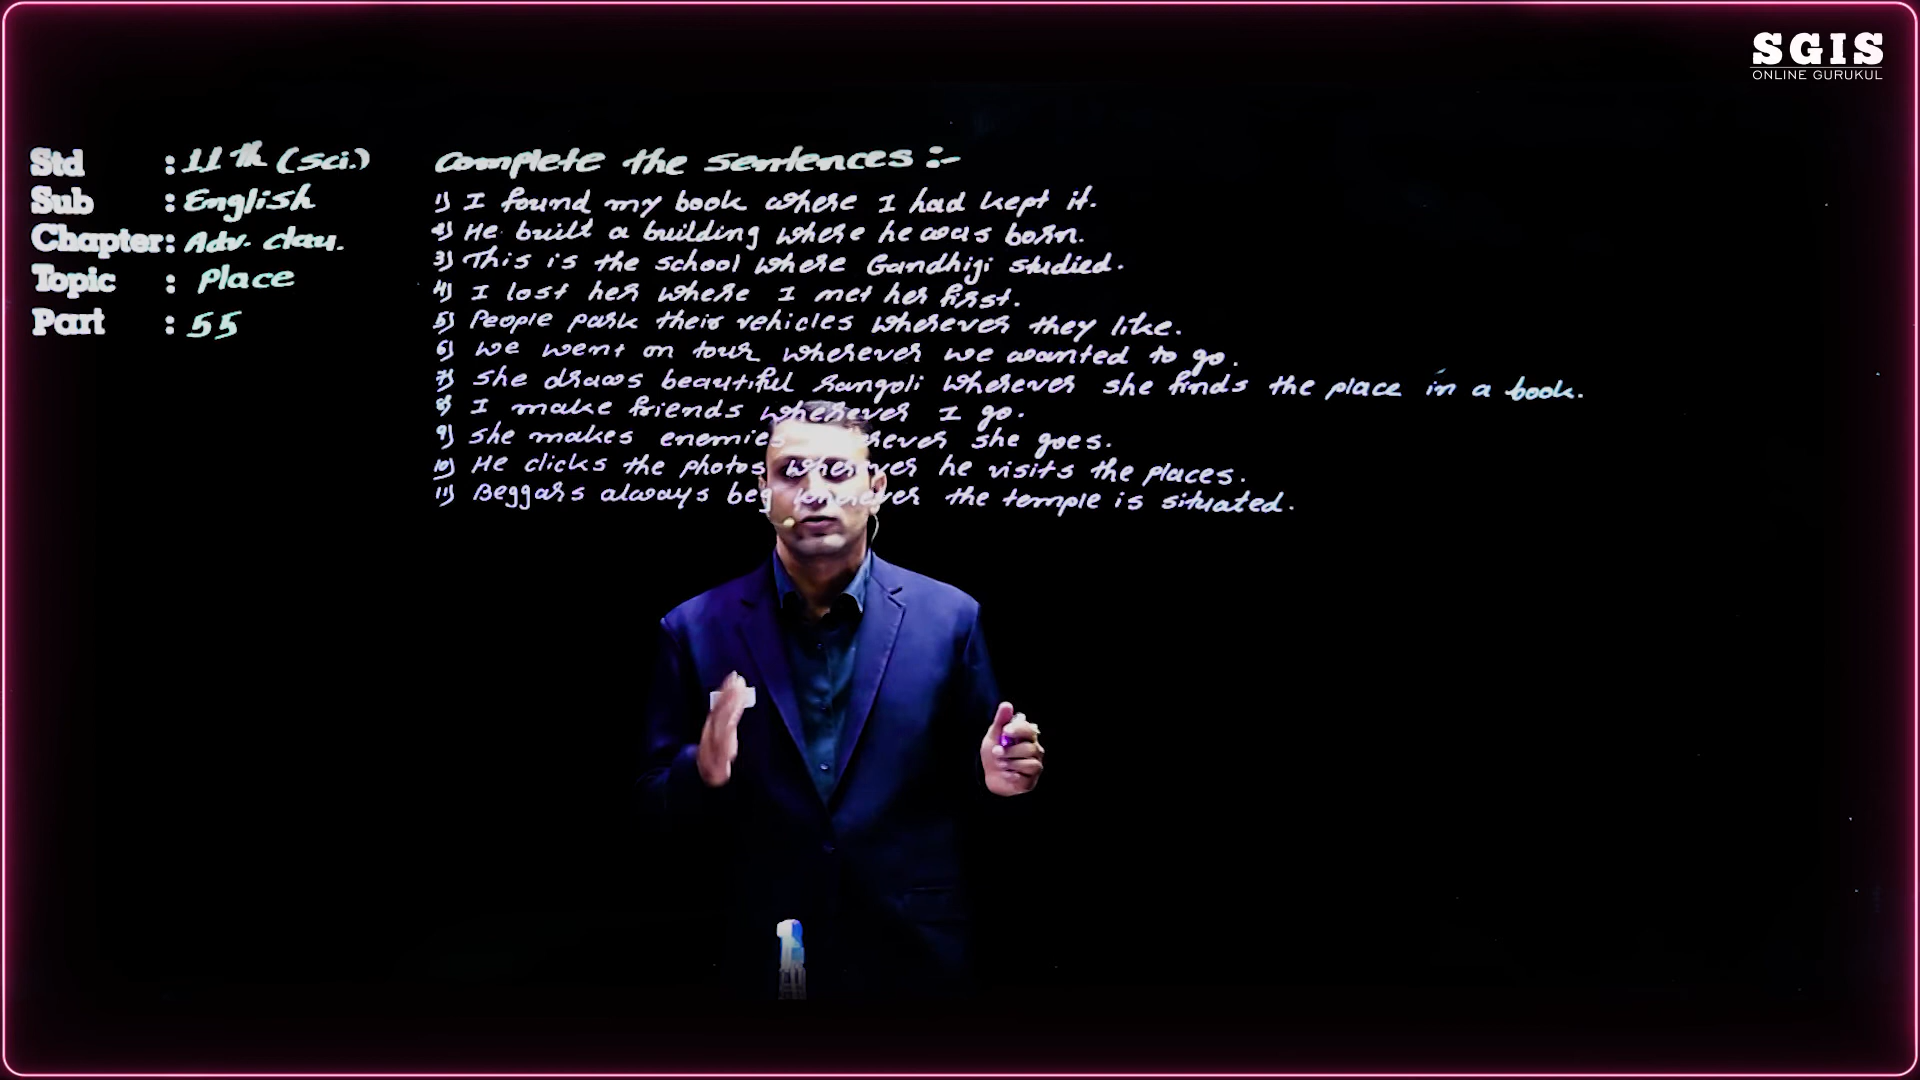 SGIS
ONLINE GURUKUL
Std : 11th (Sci.)
Sub : English
Chapter : Adv. clau.
Topic : Place
Part : 55
Complete the sentences :-
1) I found my book where I had kept it.
2) He built a building where he was born.
3) This is the school where Gandhigi studied.
4) I lost her where I met her first.
5) People park their vehicles wherever they like.
6) We went on tour wherever we wanted to go.
7) She draws beautiful rangoli wherever she finds the place in a book.
8) I make friends wherever I go.
9) She makes enemies wherever she goes.
10) He clicks the photos wherever he visits the places.
11) Beggars always beg wherever the temple is situated.